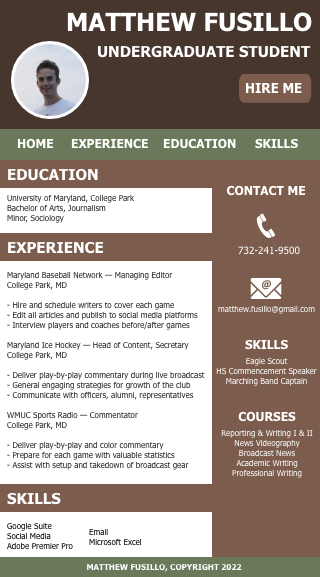 MATTHEW FUSILLO
UNDERGRADUATE STUDENT
HIRE ME
HOME EXPERIENCE EDUCATION SKILLS
EDUCATION
University of Maryland, College Park
Bachelor of Arts, Journalism
Minor, Sociology
EXPERIENCE
Maryland Baseball Network — Managing Editor
College Park, MD
- Hire and schedule writers to cover each game
- Edit all articles and publish to social media platforms
- Interview players and coaches before/after games
Maryland Ice Hockey — Head of Content, Secretary
College Park, MD
- Deliver play-by-play commentary during live broadcast
- General engaging strategies for growth of the club
- Communicate with officers, alumni, representatives
WMUC Sports Radio — Commentator
College Park, MD
- Deliver play-by-play and color commentary
- Prepare for each game with valuable statistics
- Assist with setup and takedown of broadcast gear
SKILLS
Google Suite
Social Media
Adobe Premier Pro
Email
Microsoft Excel
CONTACT ME
732-241-9500
@
matthew.fusillo@gmail.com
SKILLS
Eagle Scout
HS Commencement Speaker
Marching Band Captain
COURSES
Reporting & Writing I & II
News Videography
Broadcast News
Academic Writing
Professional Writing
MATTHEW FUSILLO, COPYRIGHT 2022